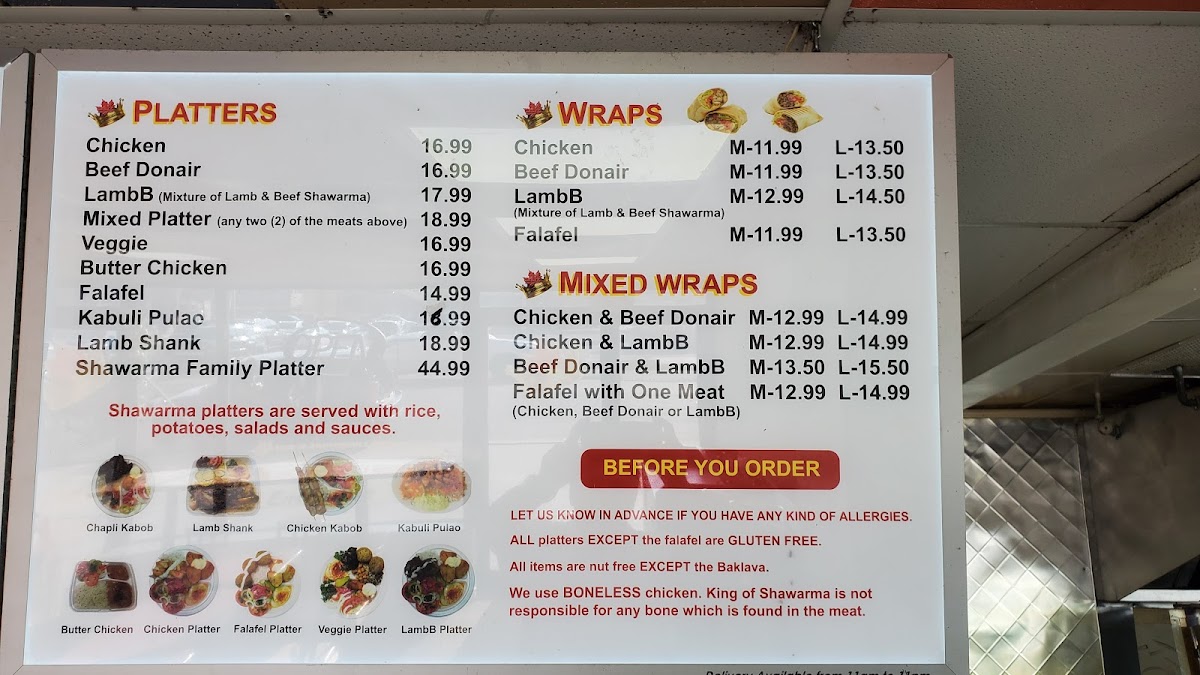 PLATTERS
Chicken 16.99
Beef Donair 16.99
LambB (Mixture of Lamb & Beef Shawarma) 17.99
Mixed Platter (any two (2) of the meats above) 18.99
Veggie 16.99
Butter Chicken 16.99
Falafel 14.99
Kabuli Pulao 16.99
Lamb Shank 18.99
Shawarma Family Platter 44.99
Shawarma platters are served with rice,
potatoes, salads and sauces.
Chapli Kabob Lamb Shank Chicken Kabob Kabuli Pulao
Butter Chicken Chicken Platter Falafel Platter Veggie Platter LambB Platter
WRAPS
Chicken M-11.99 L-13.50
Beef Donair M-11.99 L-13.50
LambB M-12.99 L-14.50
(Mixture of Lamb & Beef Shawarma)
Falafel M-11.99 L-13.50
MIXED WRAPS
Chicken & Beef Donair M-12.99 L-14.99
Chicken & LambB M-12.99 L-14.99
Beef Donair & LambB M-13.50 L-15.50
Falafel with One Meat M-12.99 L-14.99
(Chicken, Beef Donair or LambB)
BEFORE YOU ORDER
LET US KNOW IN ADVANCE IF YOU HAVE ANY KIND OF ALLERGIES.
ALL platters EXCEPT the falafel are GLUTEN FREE.
All items are nut free EXCEPT the Baklava.
We use BONELESS chicken. King of Shawarma is not
responsible for any bone which is found in the meat.
Delivery Available from 11am to 11pm